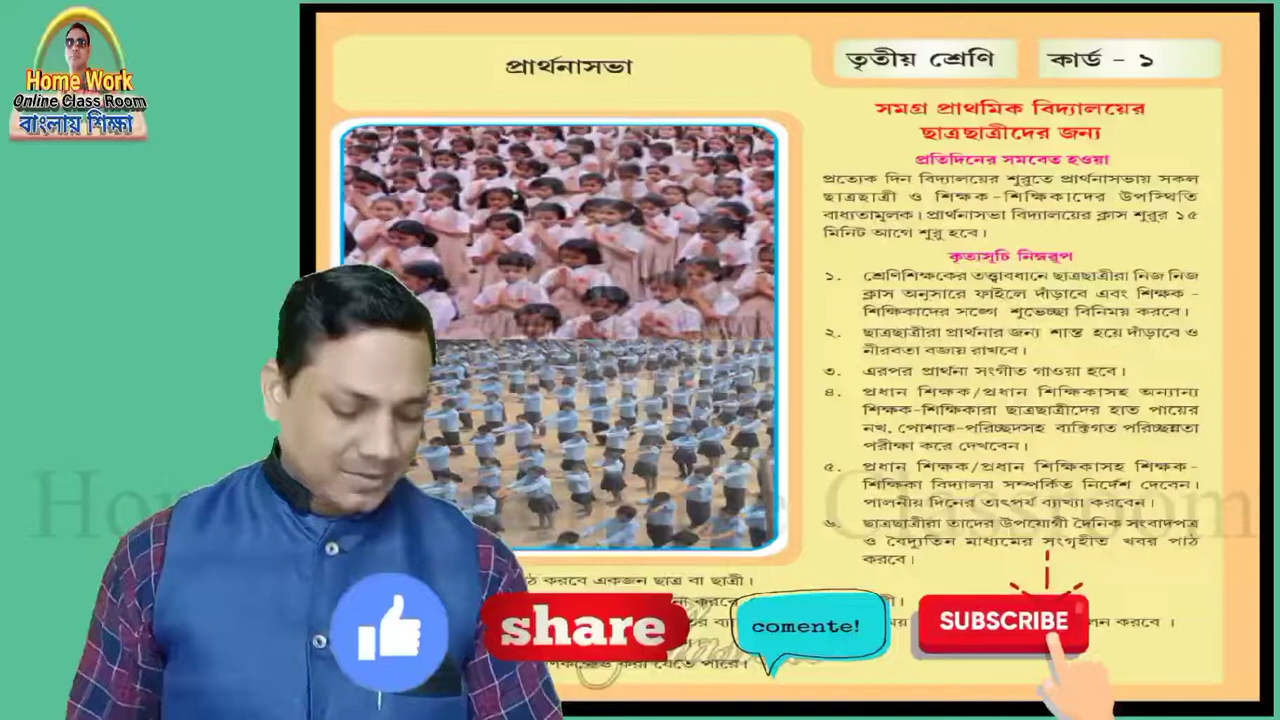 Home Work
Online Class Room
বাংলায় শিক্ষা
প্রার্থনাসভা
তৃতীয় শ্রেণি
কার্ড - ১
সমগ্র প্রাথমিক বিদ্যালয়ের
ছাত্রছাত্রীদের জন্য
প্রতিদিনের সমবেত হওয়া
প্রত্যেক দিন বিদ্যালয়ের শুরুতে প্রার্থনাসভায় সকল
ছাত্রছাত্রী ও শিক্ষক-শিক্ষিকাদের উপস্থিতি
বাধ্যতামূলক। প্রার্থনাসভা বিদ্যালয়ের ক্লাস শুরুর ১৫
মিনিট আগে শুরু হবে।
কৃত্যসূচি নিম্নরূপ
১. শ্রেণিশিক্ষকের তত্ত্বাবধানে ছাত্রছাত্রীরা নিজ নিজ
ক্লাস অনুসারে ফাইলে দাঁড়াবে এবং শিক্ষক -
শিক্ষিকাদের সঙ্গে শুভেচ্ছা বিনিময় করবে।
২. ছাত্রছাত্রীরা প্রার্থনার জন্য শান্ত হয়ে দাঁড়াবে ও
নীরবতা বজায় রাখবে।
৩. এরপর প্রার্থনা সংগীত গাওয়া হবে।
৪. প্রধান শিক্ষক/প্রধান শিক্ষিকাসহ অন্যান্য
শিক্ষক-শিক্ষিকারা ছাত্রছাত্রীদের হাত পায়ের
নখ, পোশাক-পরিচ্ছদসহ ব্যক্তিগত পরিচ্ছন্নতা
পরীক্ষা করে দেখবেন।
৫. প্রধান শিক্ষক/প্রধান শিক্ষিকাসহ শিক্ষক-
শিক্ষিকা বিদ্যালয় সম্পর্কিত নির্দেশ দেবেন।
পালনীয় দিনের তাৎপর্য ব্যাখ্যা করবেন।
৬. ছাত্রছাত্রীরা তাদের উপযোগী দৈনিক সংবাদপত্র
ও বৈদ্যুতিন মাধ্যমের সংগৃহীত খবর পাঠ
করবে।
করবে একজন ছাত্র বা ছাত্রী।
করবে
করবে ।
করা যেতে পারে।
share
comente!
SUBSCRIBE